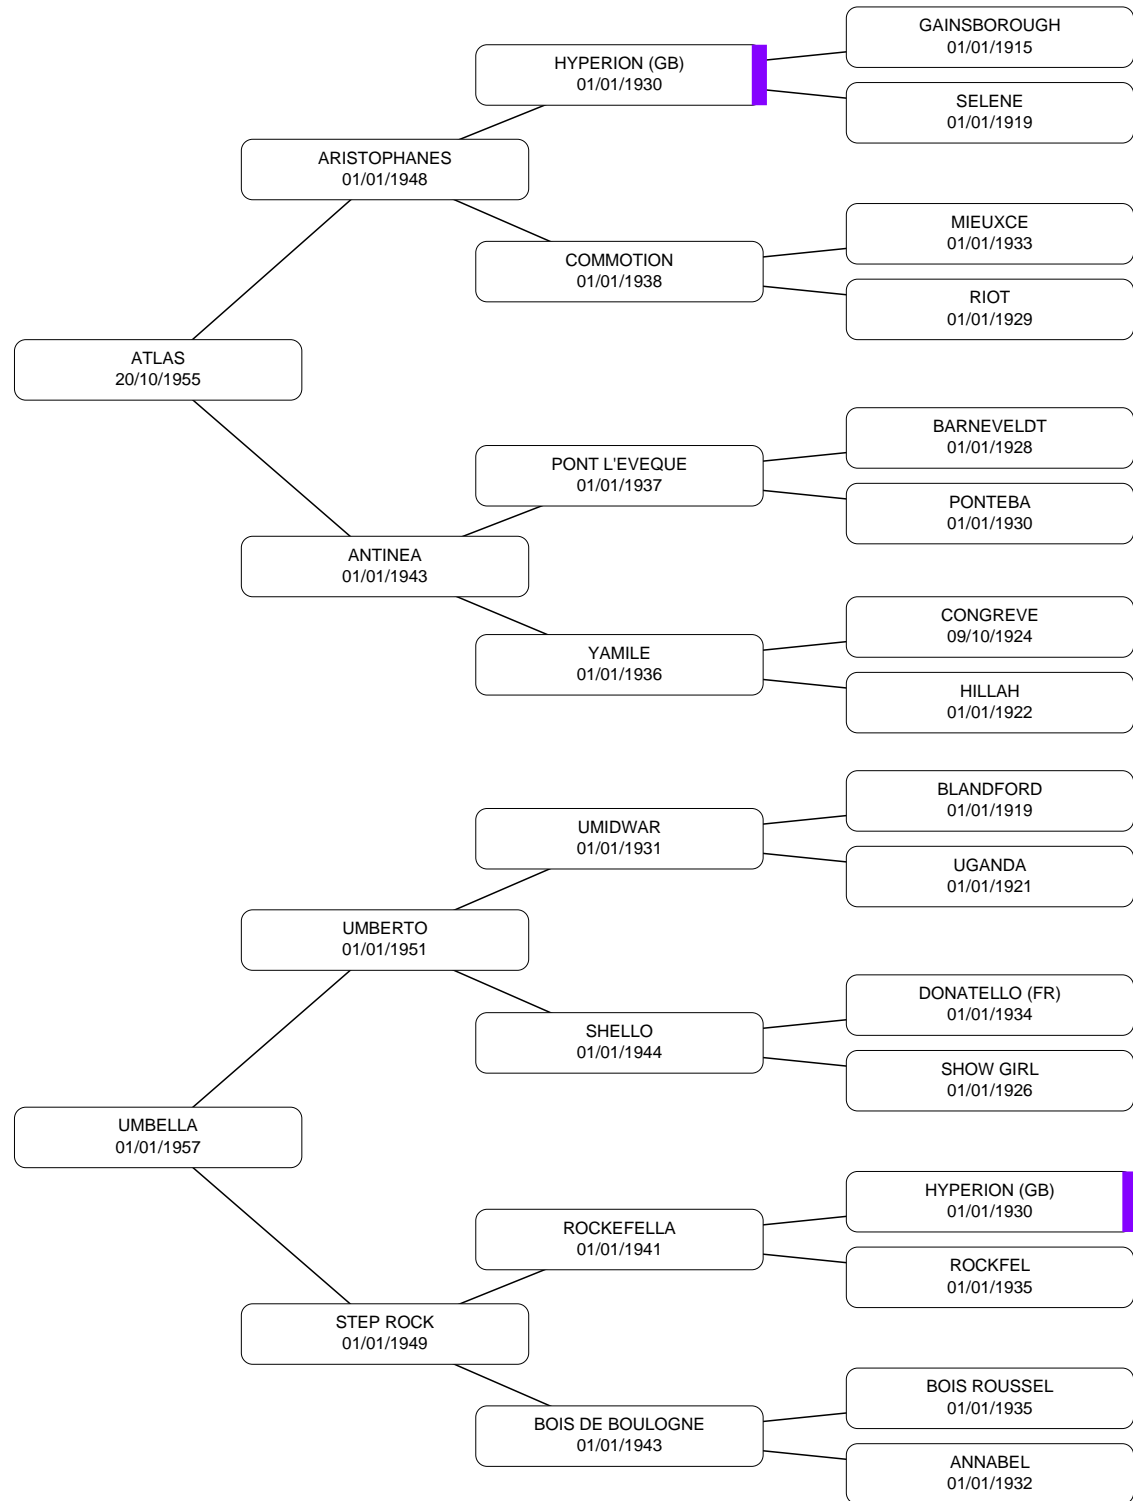 GAINSBOROUGH
01/01/1915
HYPERION (GB)
01/01/1930
SELENE
01/01/1919
ARISTOPHANES
01/01/1948
MIEUXCE
01/01/1933
COMMOTION
01/01/1938
RIOT
01/01/1929
ATLAS
20/10/1955
BARNEVELDT
01/01/1928
PONT L'EVEQUE
01/01/1937
PONTEBA
01/01/1930
ANTINEA
01/01/1943
CONGREVE
09/10/1924
YAMILE
01/01/1936
HILLAH
01/01/1922
BLANDFORD
01/01/1919
UMIDWAR
01/01/1931
UGANDA
01/01/1921
UMBERTO
01/01/1951
DONATELLO (FR)
01/01/1934
SHELLO
01/01/1944
SHOW GIRL
01/01/1926
UMBELLA
01/01/1957
HYPERION (GB)
01/01/1930
ROCKEFELLA
01/01/1941
ROCKFEL
01/01/1935
STEP ROCK
01/01/1949
BOIS ROUSSEL
01/01/1935
BOIS DE BOULOGNE
01/01/1943
ANNABEL
01/01/1932